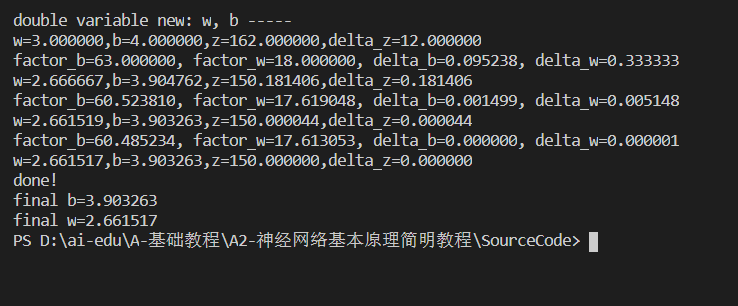 double variable new: w, b -----
w=3.000000,b=4.000000,z=162.000000,delta_z=12.000000
factor_b=63.000000, factor_w=18.000000, delta_b=0.095238, delta_w=0.333333
w=2.666667,b=3.904762,z=150.181406,delta_z=0.181406
factor_b=60.523810, factor_w=17.619048, delta_b=0.001499, delta_w=0.005148
w=2.661519,b=3.903263,z=150.000044,delta_z=0.000044
factor_b=60.485234, factor_w=17.613053, delta_b=0.000000, delta_w=0.000001
w=2.661517,b=3.903263,z=150.000000,delta_z=0.000000
done!
final b=3.903263
final w=2.661517
PS D:\ai-edu\A-基础教程\A2-神经网络基本原理简明教程\SourceCode>